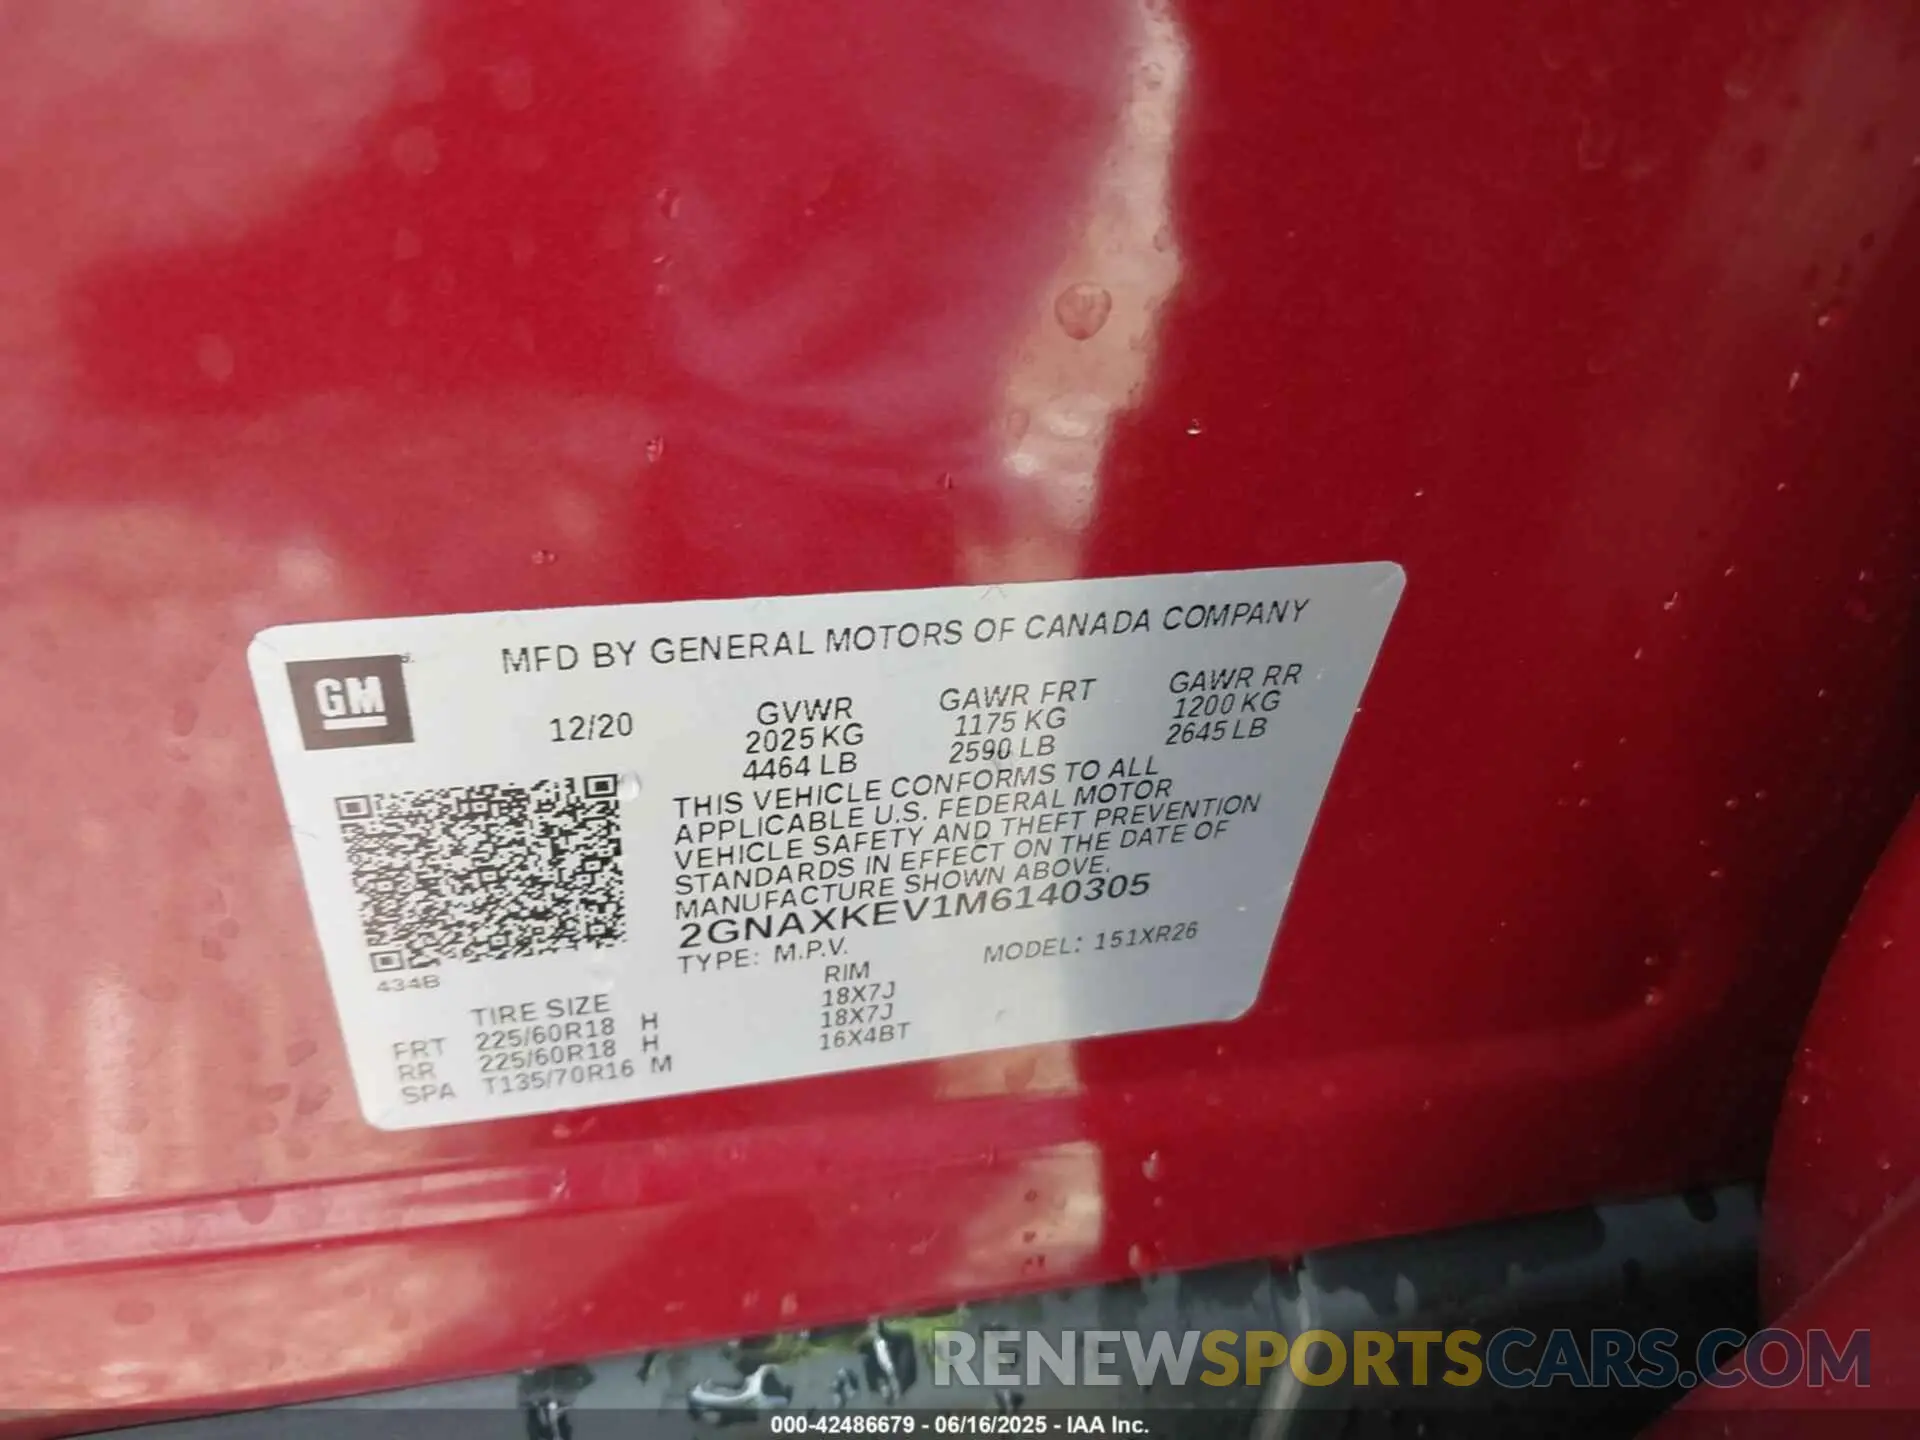 MFD BY GENERAL MOTORS OF CANADA COMPANY
GM
12/20
GVWR
2025 KG
4464 LB
GAWR FRT
1175 KG
2590 LB
GAWR RR
1200 KG
2645 LB
THIS VEHICLE CONFORMS TO ALL
APPLICABLE U.S. FEDERAL MOTOR
VEHICLE SAFETY AND THEFT PREVENTION
STANDARDS IN EFFECT ON THE DATE OF
MANUFACTURE SHOWN ABOVE.
2GNAXKEV1M6140305
TYPE: M.P.V. MODEL: 151XR26
434B
TIRE SIZE RIM
FRT 225/60R18 H 18X7J
RR 225/60R18 H 18X7J
SPA T135/70R16 M 16X4BT
RENEWSPORTSCARS.COM
000-42486679 - 06/16/2025 - IAA Inc.